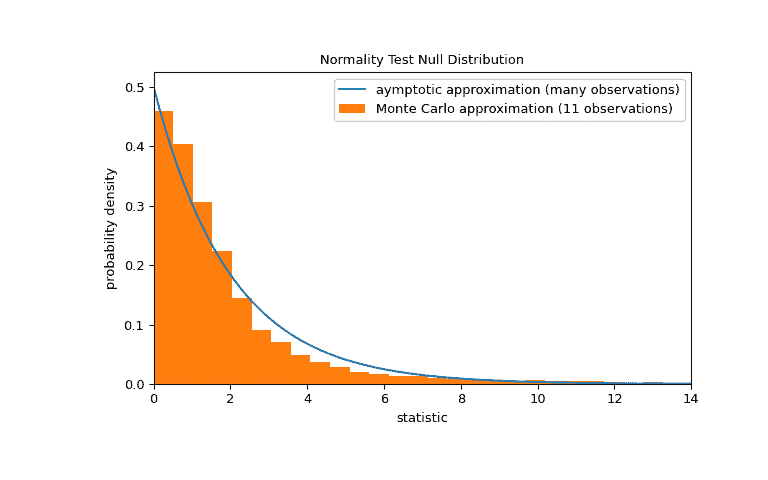 Normality Test Null Distribution
aymptotic approximation (many observations)
Monte Carlo approximation (11 observations)
0.5
0.4
0.3
0.2
0.1
0.0
probability density
0 2 4 6 8 10 12 14
statistic